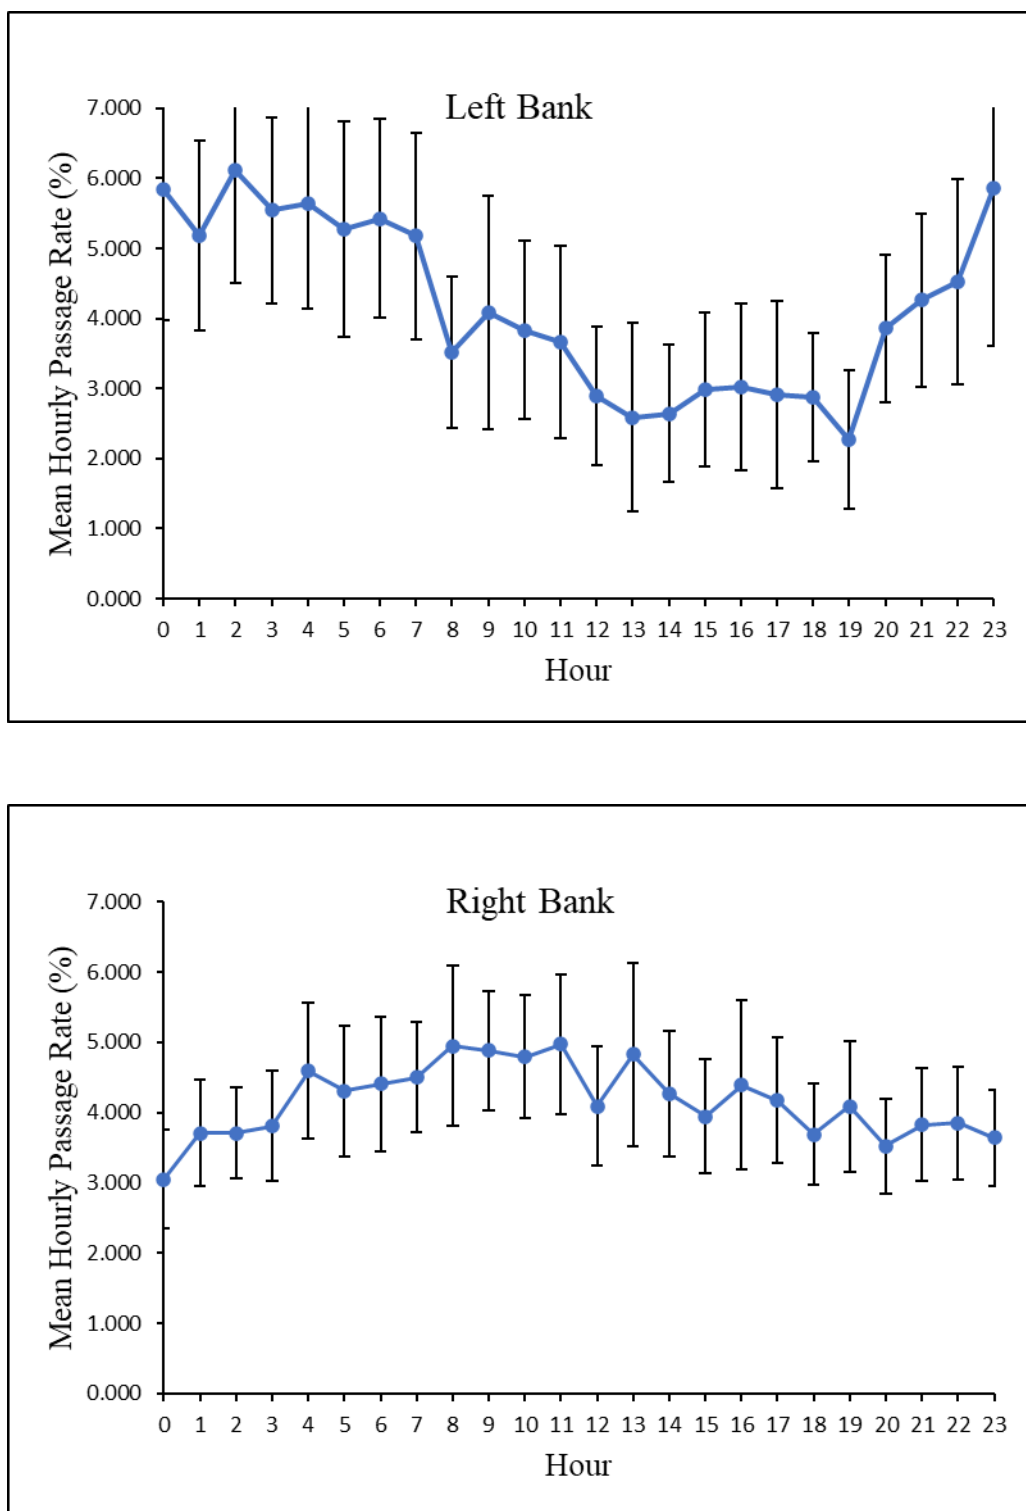 Left Bank
Mean Hourly Passage Rate (%)
7.000
6.000
5.000
4.000
3.000
2.000
1.000
0.000
0 1 2 3 4 5 6 7 8 9 10 11 12 13 14 15 16 17 18 19 20 21 22 23
Hour
Right Bank
Mean Hourly Passage Rate (%)
7.000
6.000
5.000
4.000
3.000
2.000
1.000
0.000
0 1 2 3 4 5 6 7 8 9 10 11 12 13 14 15 16 17 18 19 20 21 22 23
Hour